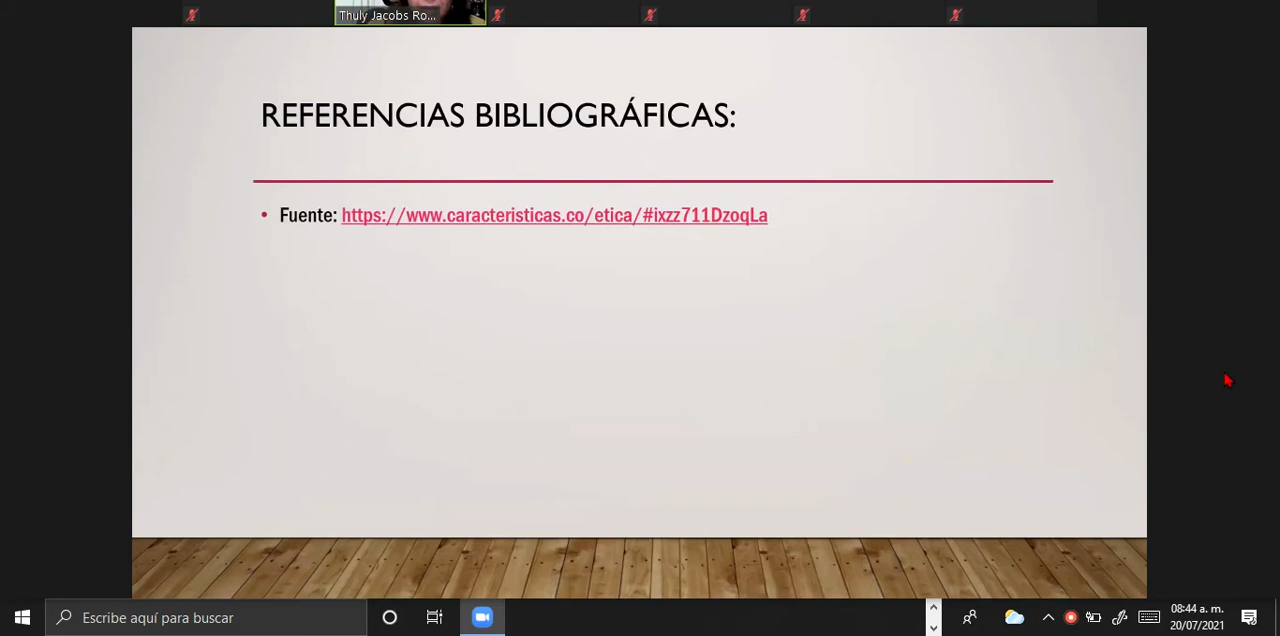 Thuly Jacobs Ro...
REFERENCIAS BIBLIOGRÁFICAS:
• Fuente: https://www.caracteristicas.co/etica/#ixzz711DzoqLa
Escribe aquí para buscar
08:44 a. m.
20/07/2021